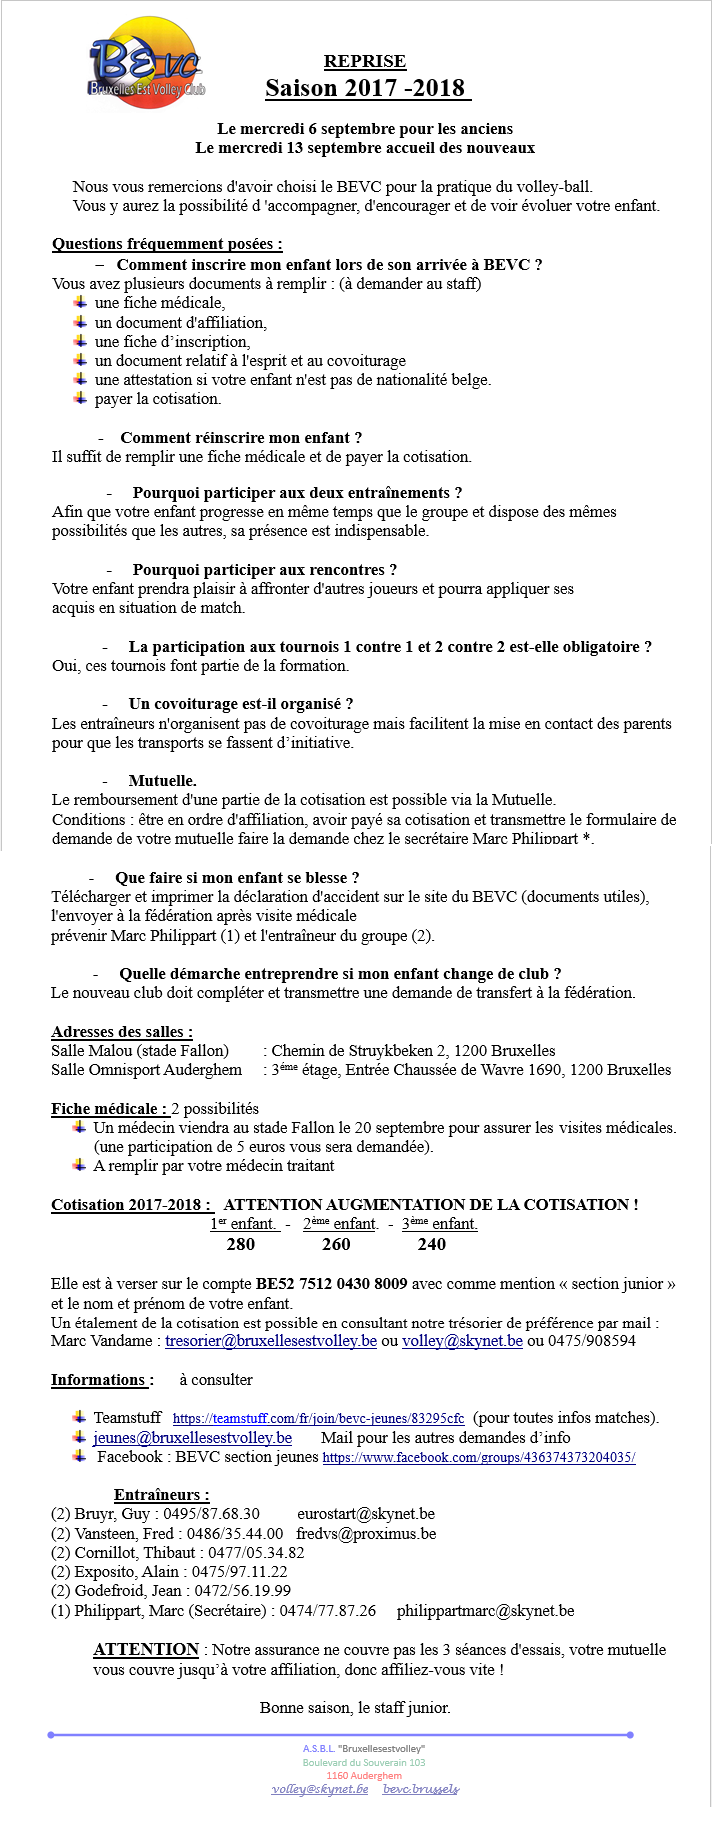 BEVC
Bruxelles Est Volley Club
REPRISE
Saison 2017 -2018
Le mercredi 6 septembre pour les anciens
Le mercredi 13 septembre accueil des nouveaux
Nous vous remercions d'avoir choisi le BEVC pour la pratique du volley-ball.
Vous y aurez la possibilité d 'accompagner, d'encourager et de voir évoluer votre enfant.
Questions fréquemment posées :
– Comment inscrire mon enfant lors de son arrivée à BEVC ?
Vous avez plusieurs documents à remplir : (à demander au staff)
une fiche médicale,
un document d'affiliation,
une fiche d’inscription,
un document relatif à l'esprit et au covoiturage
une attestation si votre enfant n'est pas de nationalité belge.
payer la cotisation.
- Comment réinscrire mon enfant ?
Il suffit de remplir une fiche médicale et de payer la cotisation.
- Pourquoi participer aux deux entraînements ?
Afin que votre enfant progresse en même temps que le groupe et dispose des mêmes
possibilités que les autres, sa présence est indispensable.
- Pourquoi participer aux rencontres ?
Votre enfant prendra plaisir à affronter d'autres joueurs et pourra appliquer ses
acquis en situation de match.
- La participation aux tournois 1 contre 1 et 2 contre 2 est-elle obligatoire ?
Oui, ces tournois font partie de la formation.
- Un covoiturage est-il organisé ?
Les entraîneurs n'organisent pas de covoiturage mais facilitent la mise en contact des parents
pour que les transports se fassent d’initiative.
- Mutuelle.
Le remboursement d'une partie de la cotisation est possible via la Mutuelle.
Conditions : être en ordre d'affiliation, avoir payé sa cotisation et transmettre le formulaire de
demande de votre mutuelle faire la demande chez le secrétaire Marc Philippart *.
- Que faire si mon enfant se blesse ?
Télécharger et imprimer la déclaration d'accident sur le site du BEVC (documents utiles),
l'envoyer à la fédération après visite médicale
prévenir Marc Philippart (1) et l'entraîneur du groupe (2).
- Quelle démarche entreprendre si mon enfant change de club ?
Le nouveau club doit compléter et transmettre une demande de transfert à la fédération.
Adresses des salles :
Salle Malou (stade Fallon) : Chemin de Struykbeken 2, 1200 Bruxelles
Salle Omnisport Auderghem : 3éme étage, Entrée Chaussée de Wavre 1690, 1200 Bruxelles
Fiche médicale : 2 possibilités
Un médecin viendra au stade Fallon le 20 septembre pour assurer les visites médicales.
(une participation de 5 euros vous sera demandée).
A remplir par votre médecin traitant
Cotisation 2017-2018 : ATTENTION AUGMENTATION DE LA COTISATION !
1er enfant. - 2ème enfant. - 3ème enfant.
280 260 240
Elle est à verser sur le compte BE52 7512 0430 8009 avec comme mention « section junior »
et le nom et prénom de votre enfant.
Un étalement de la cotisation est possible en consultant notre trésorier de préférence par mail :
Marc Vandame : tresorier@bruxellesestvolley.be ou volley@skynet.be ou 0475/908594
Informations : à consulter
Teamstuff https://teamstuff.com/fr/join/bevc-jeunes/83295cfc (pour toutes infos matches).
jeunes@bruxellesestvolley.be Mail pour les autres demandes d’info
Facebook : BEVC section jeunes https://www.facebook.com/groups/436374373204035/
Entraîneurs :
(2) Bruyr, Guy : 0495/87.68.30 eurostart@skynet.be
(2) Vansteen, Fred : 0486/35.44.00 fredvs@proximus.be
(2) Cornillot, Thibaut : 0477/05.34.82
(2) Exposito, Alain : 0475/97.11.22
(2) Godefroid, Jean : 0472/56.19.99
(1) Philippart, Marc (Secrétaire) : 0474/77.87.26 philippartmarc@skynet.be
ATTENTION : Notre assurance ne couvre pas les 3 séances d'essais, votre mutuelle
vous couvre jusqu’à votre affiliation, donc affiliez-vous vite !
Bonne saison, le staff junior.
A.S.B.L. "Bruxellesestvolley"
Boulevard du Souverain 103
1160 Auderghem
volley@skynet.be bevc.brussels